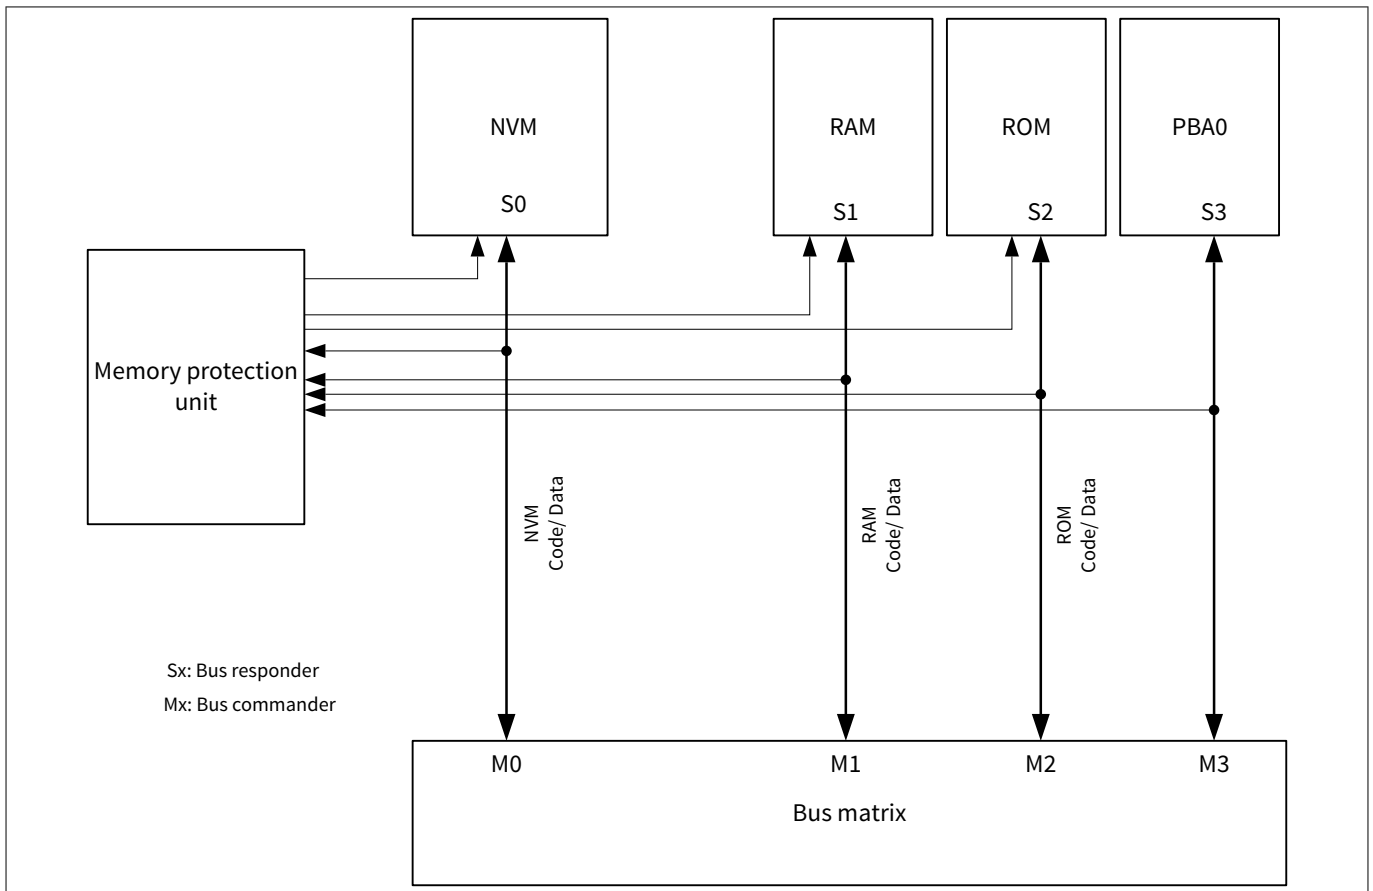 NVM
RAM
ROM
PBA0
S0
S1
S2
S3
Memory protection
unit
NVM
Code/ Data
RAM
Code/ Data
ROM
Code/ Data
Sx: Bus responder
Mx: Bus commander
M0
M1
M2
M3
Bus matrix